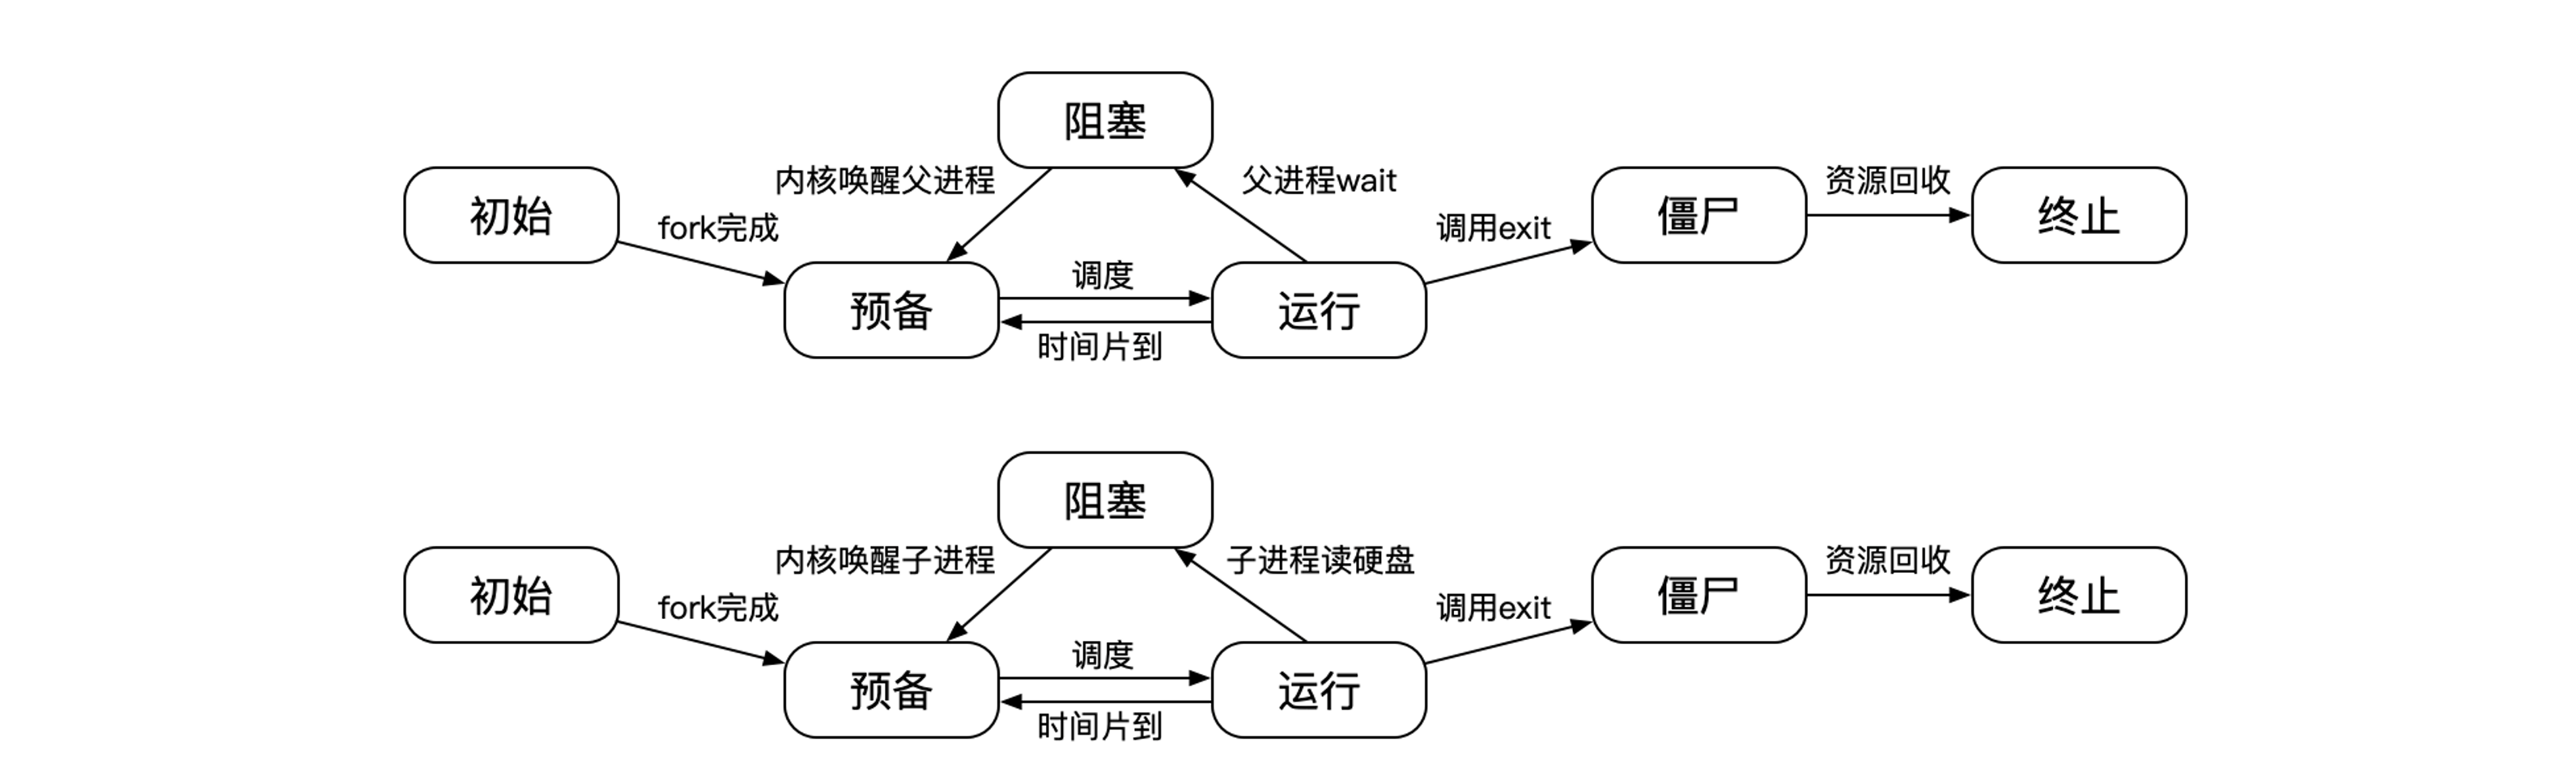 阻塞
内核唤醒父进程
父进程wait
资源回收
初始
fork完成
调用exit
僵尸
终止
调度
预备
运行
时间片到
阻塞
内核唤醒子进程
子进程读硬盘
资源回收
初始
fork完成
调用exit
僵尸
终止
调度
预备
运行
时间片到